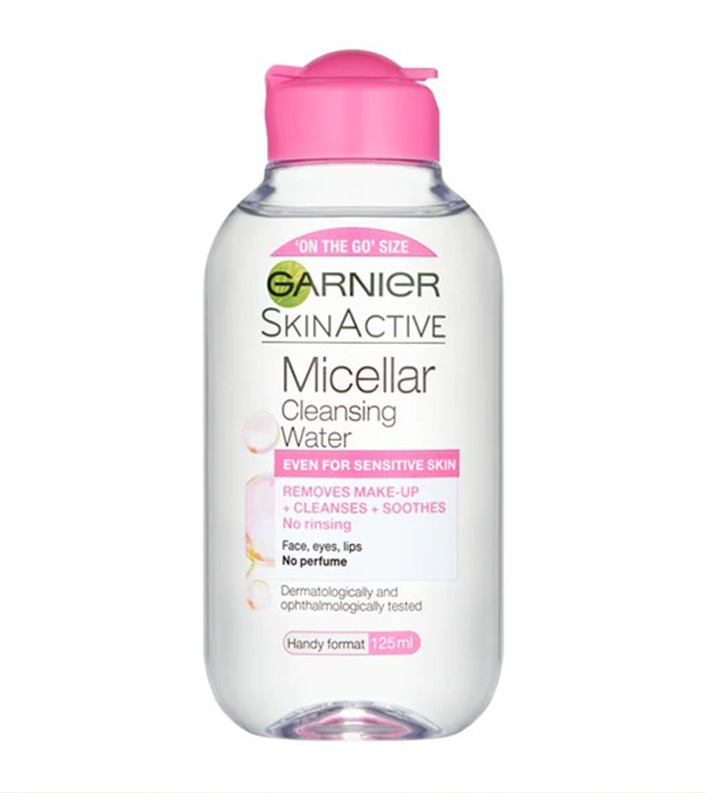 'ON THE GO' SIZE
GARNIER
SKINACTIVE
Micellar
Cleansing
Water
EVEN FOR SENSITIVE SKIN
REMOVES MAKE-UP
+ CLEANSES + SOOTHES
No rinsing
Face, eyes, lips
No perfume
Dermatologically and
ophthalmologically tested
Handy format 125ml